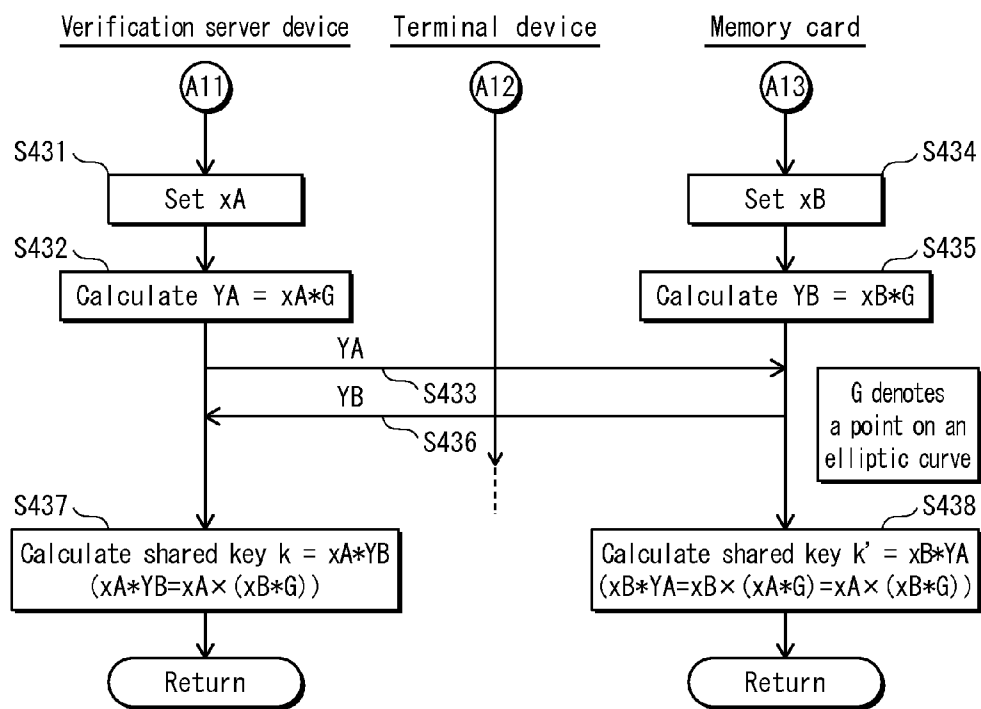 Verification server device
Terminal device
Memory card
A11
A12
A13
S431
S434
Set xA
Set xB
S432
S435
Calculate YA = xA*G
Calculate YB = xB*G
YA
S433
YB
S436
G denotes
a point on an
elliptic curve
S437
S438
Calculate shared key k = xA*YB
(xA*YB=xA×(xB*G))
Calculate shared key k' = xB*YA
(xB*YA=xB×(xA*G)=xA×(xB*G))
Return
Return